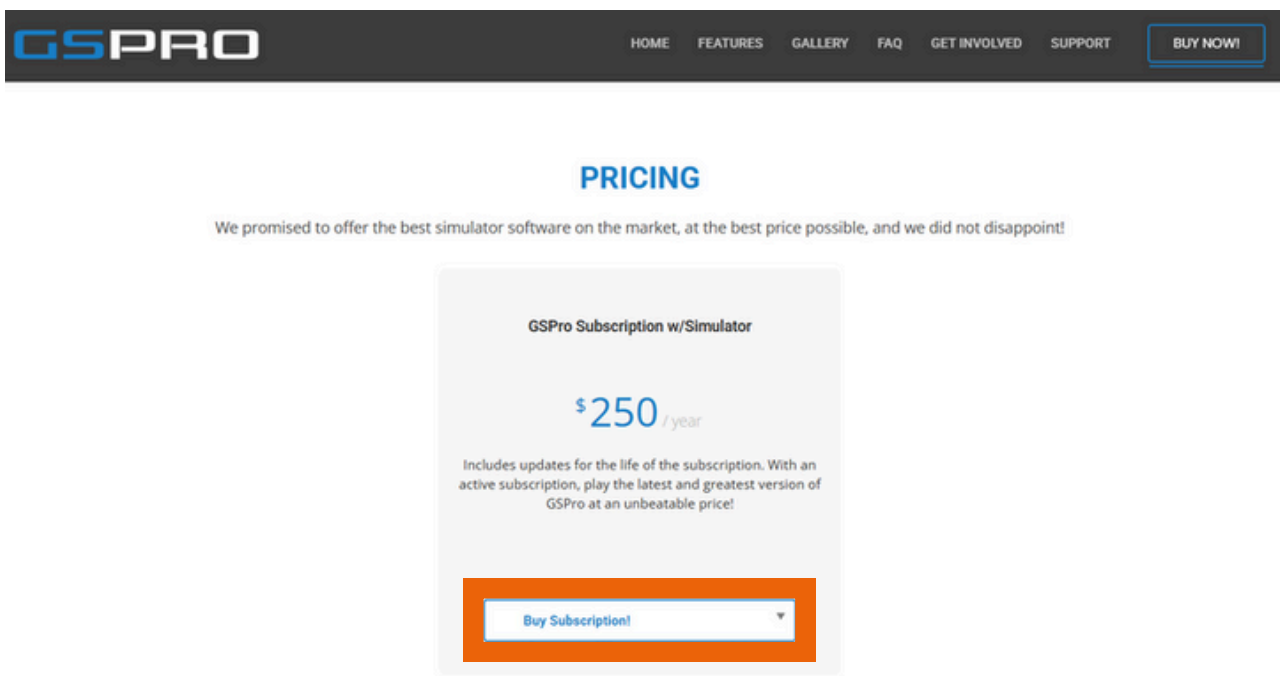 GSPRO
HOME FEATURES GALLERY FAQ GET INVOLVED SUPPORT BUY NOW!
PRICING
We promised to offer the best simulator software on the market, at the best price possible, and we did not disappoint!
GSPro Subscription w/Simulator
$250 / year
Includes updates for the life of the subscription. With an
active subscription, play the latest and greatest version of
GSPro at an unbeatable price!
Buy Subscription!